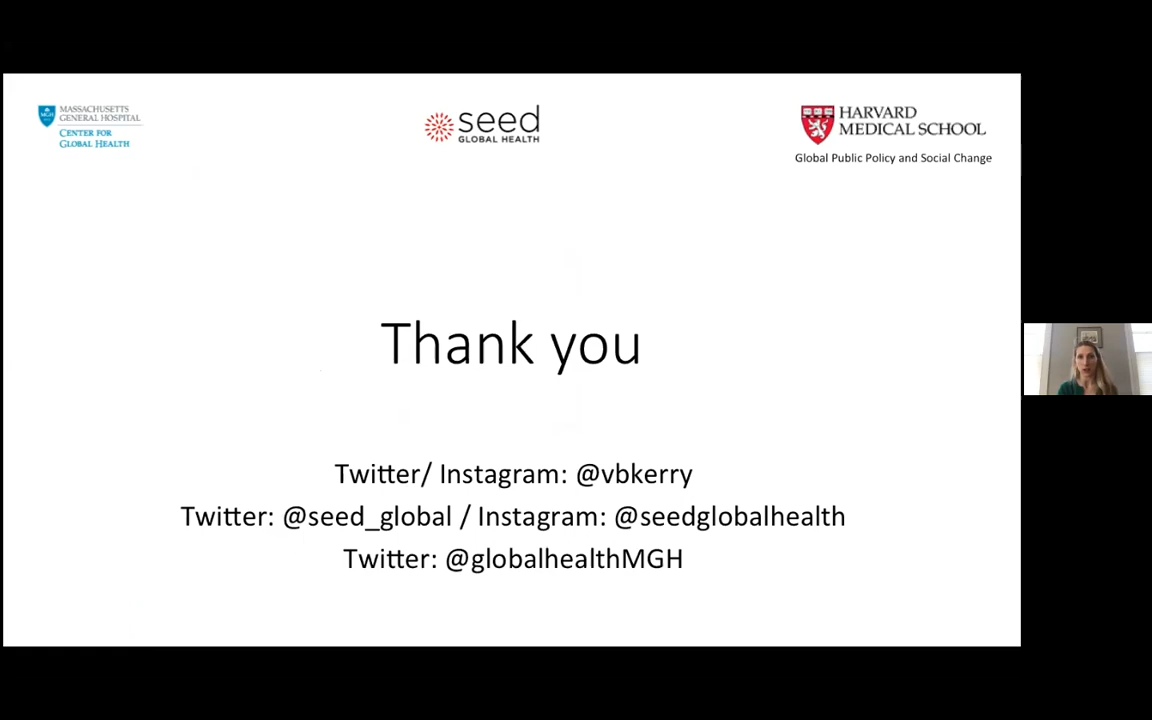 MASSACHUSETTS
GENERAL HOSPITAL
CENTER FOR
GLOBAL HEALTH
seed
GLOBAL HEALTH
HARVARD
MEDICAL SCHOOL
Global Public Policy and Social Change
Thank you
Twitter/ Instagram: @vbkerry
Twitter: @seed_global / Instagram: @seedglobalhealth
Twitter: @globalhealthMGH